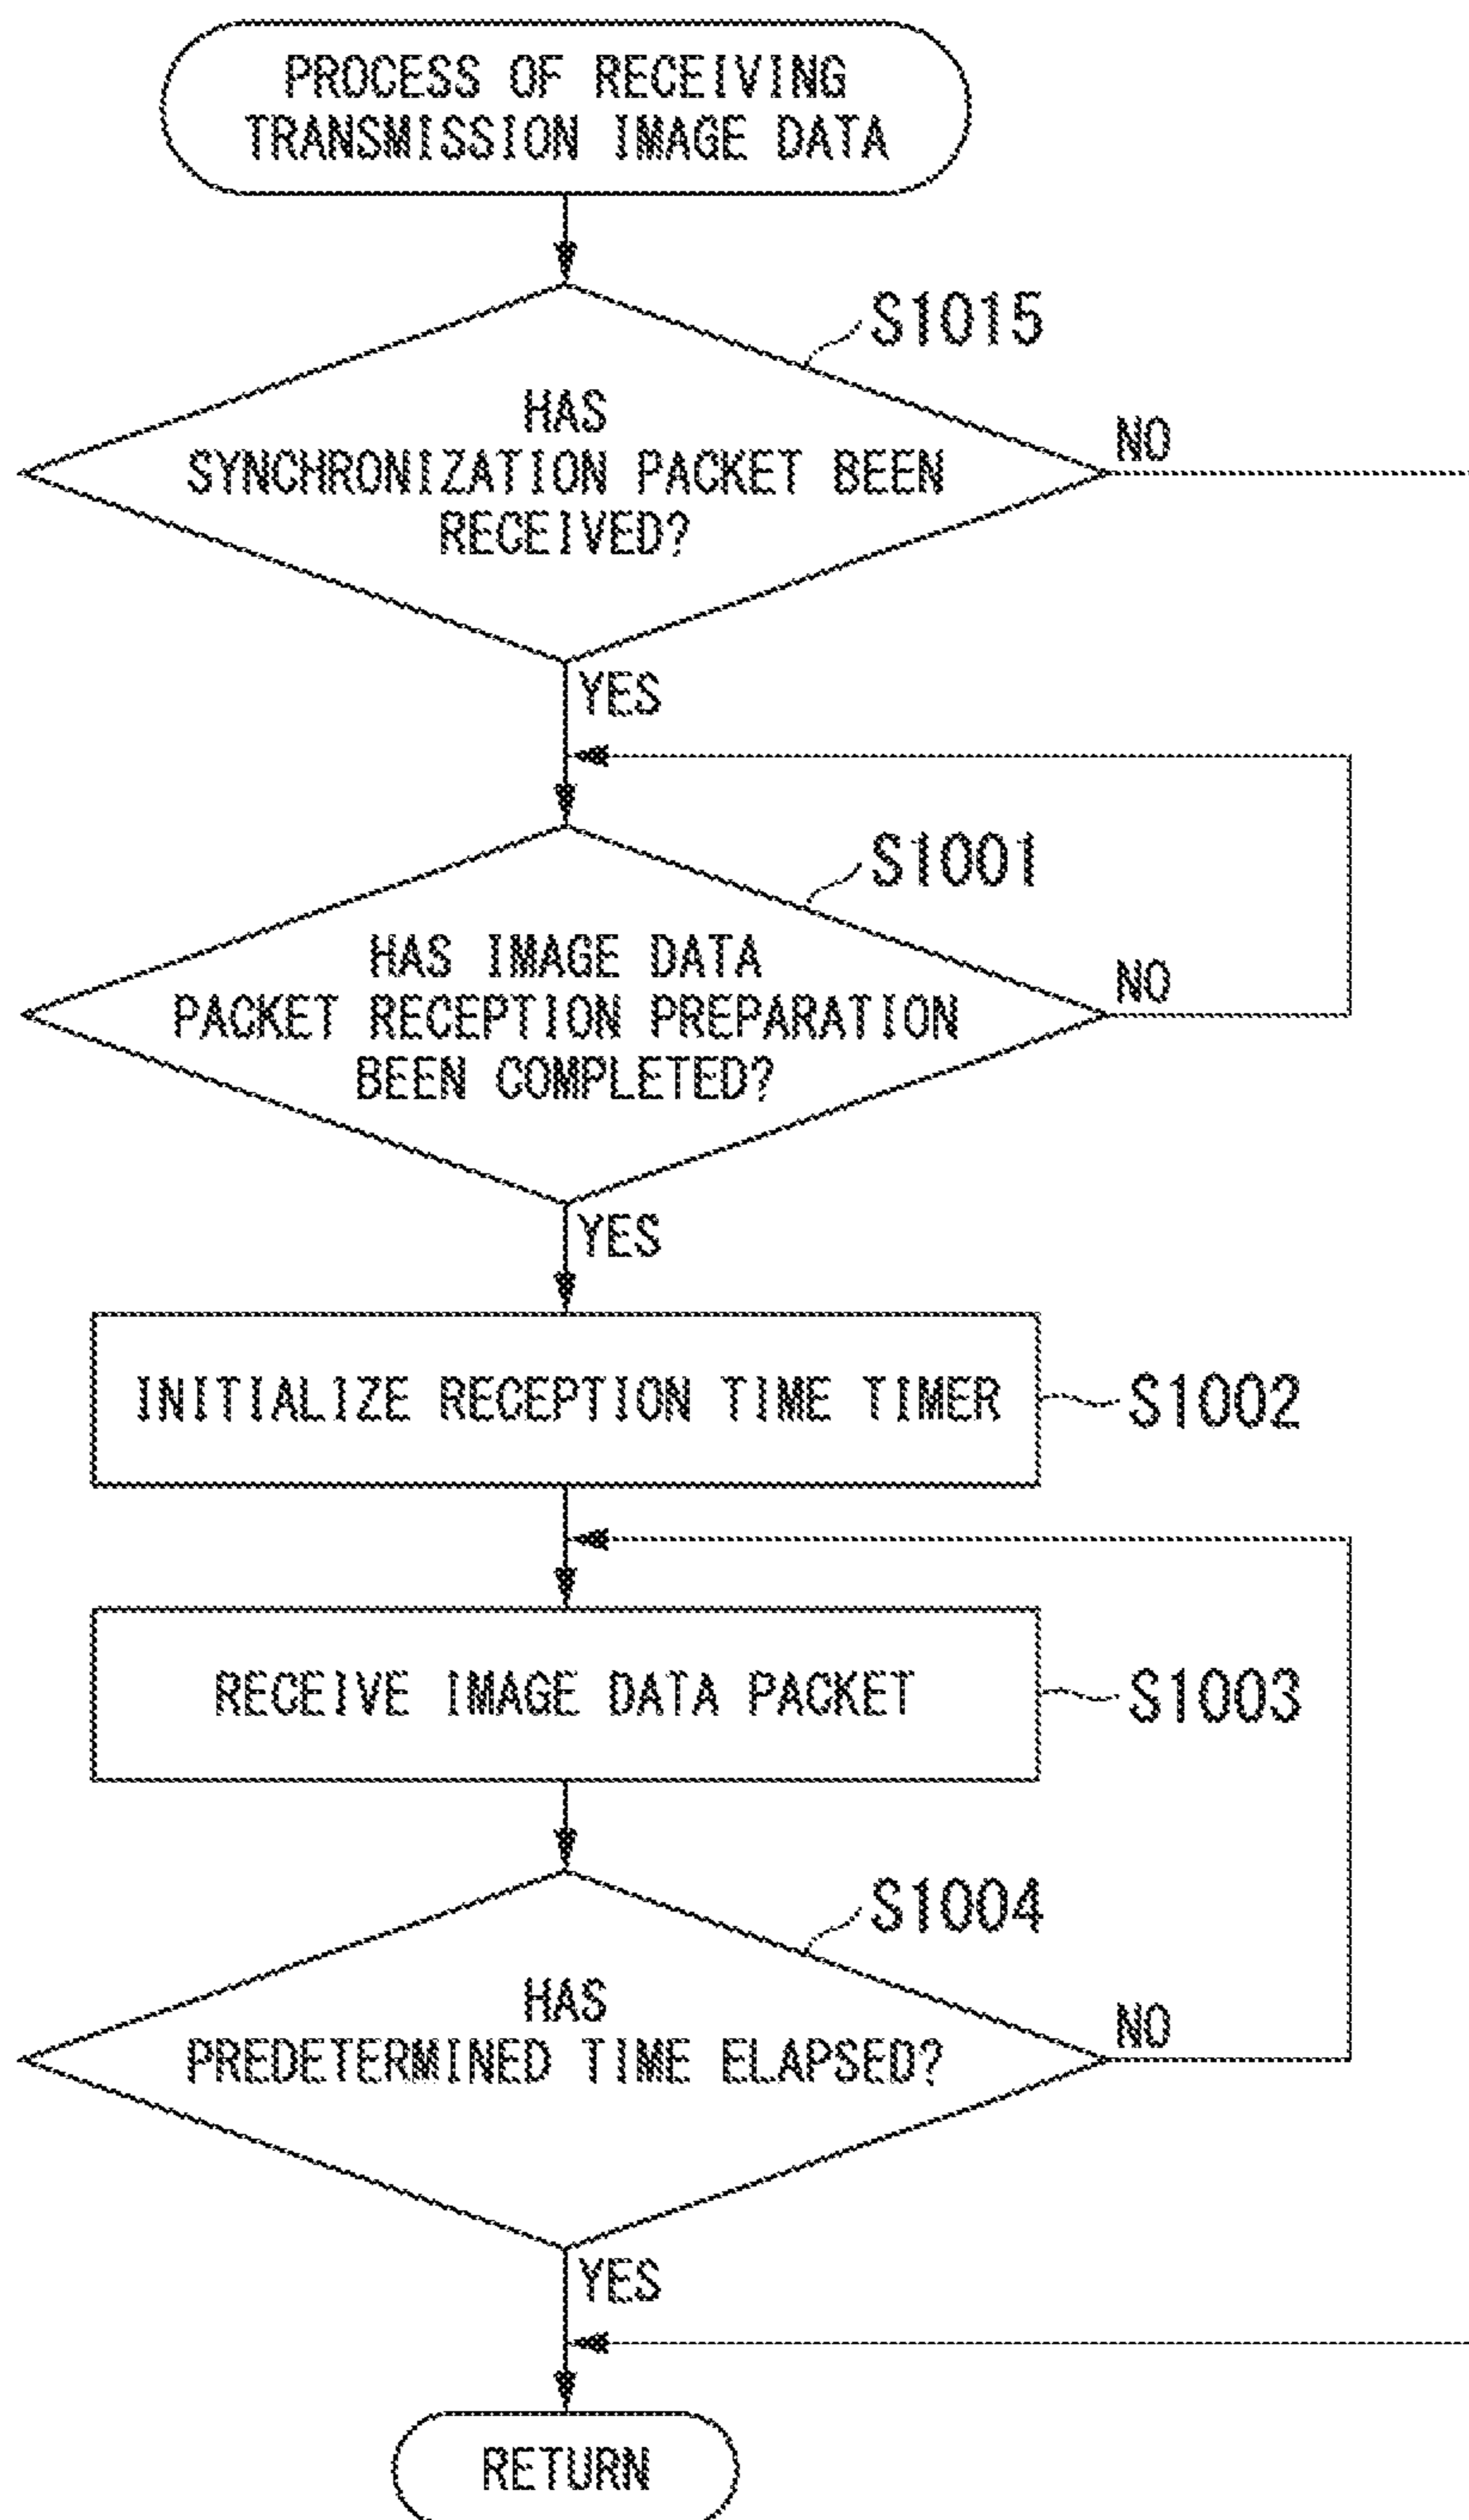 PROCESS OF RECEIVING
TRANSMISSION IMAGE DATA
S1015
HAS
SYNCHRONIZATION PACKET BEEN
RECEIVED?
NO
YES
S1001
HAS IMAGE DATA
PACKET RECEPTION PREPARATION
BEEN COMPLETED?
NO
YES
INITIALIZE RECEPTION TIME TIMER
S1002
RECEIVE IMAGE DATA PACKET
S1003
S1004
HAS
PREDETERMINED TIME ELAPSED?
NO
YES
RETURN